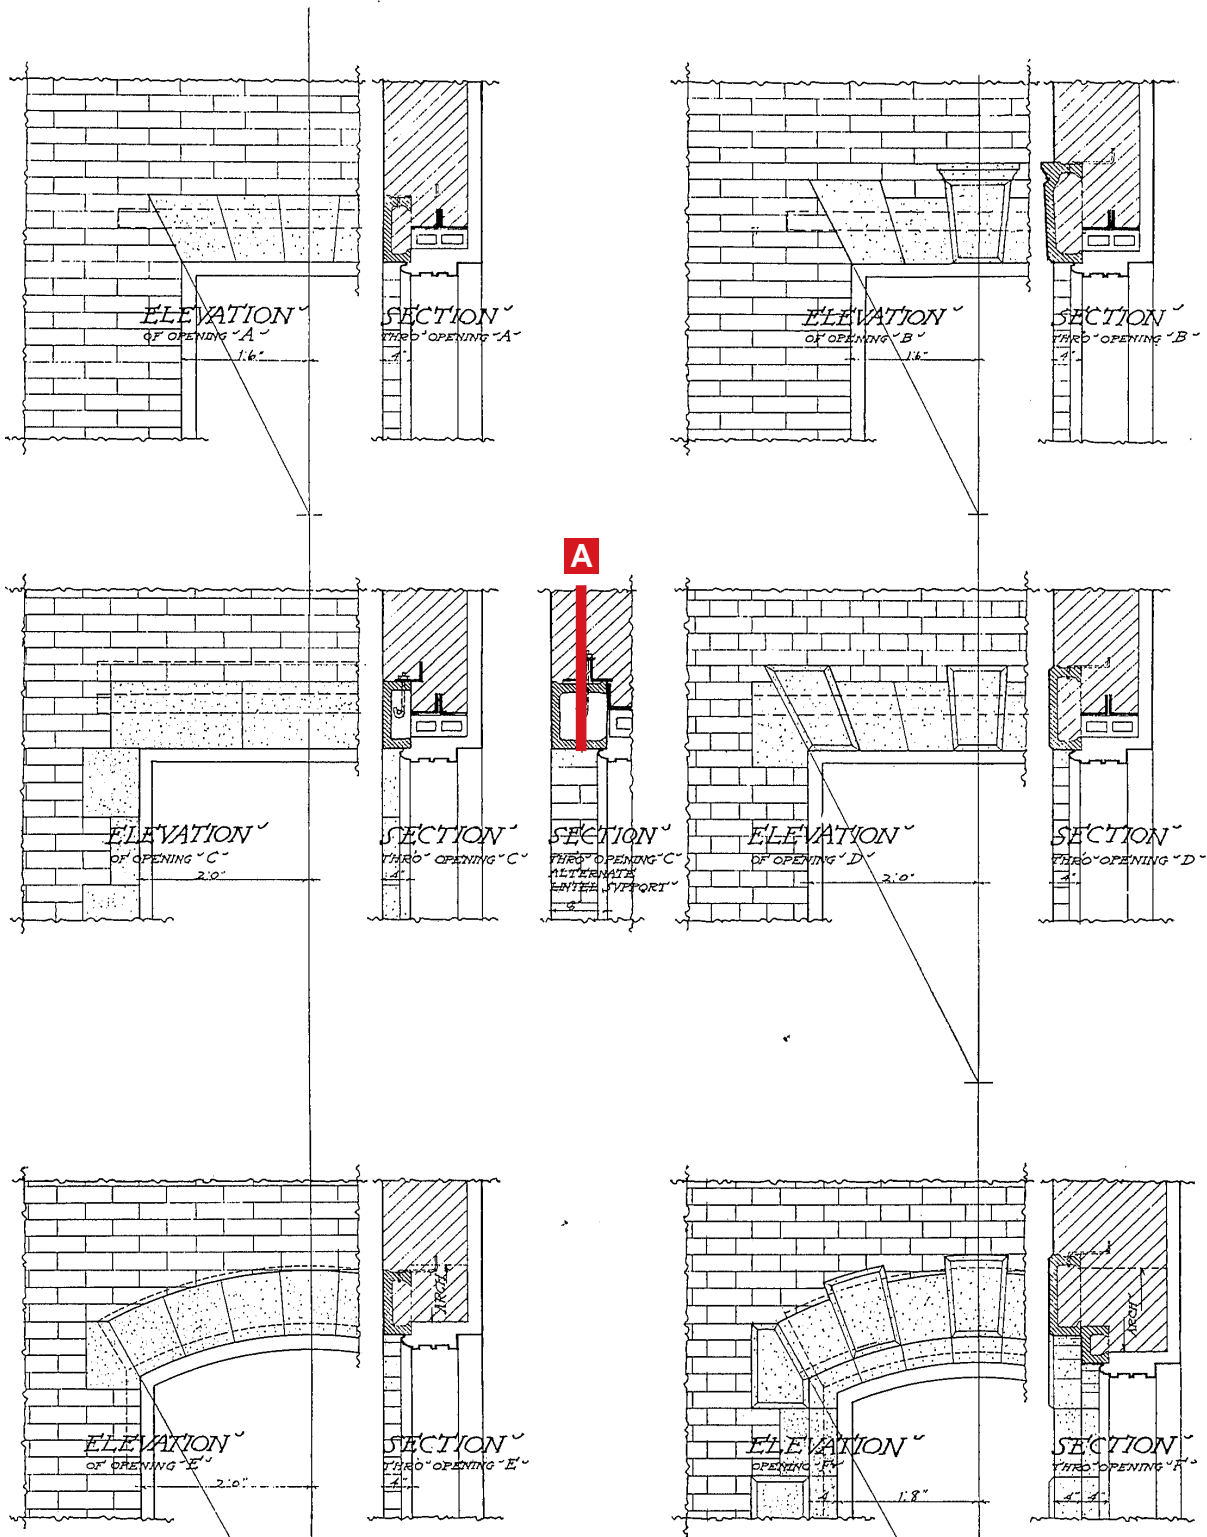 ELEVATION
OF OPENING "A"
1'6"
SECTION
THRO' OPENING "A"
4"
ELEVATION
OF OPENING "B"
1'6"
SECTION
THRO' OPENING "B"
4"
A
ELEVATION
OF OPENING "C"
2'0"
SECTION
THRO' OPENING "C"
4"
SECTION
THRO' OPENING "C"
ALTERNATE
LINTEL SUPPORT
8"
ELEVATION
OF OPENING "D"
2'0"
SECTION
THRO' OPENING "D"
4"
ARCH
ELEVATION
OF OPENING "E"
2'0"
SECTION
THRO' OPENING "E"
4"
ARCH
ELEVATION
OPENING "F"
4
1'8"
SECTION
THRO' OPENING "F"
4" 4"